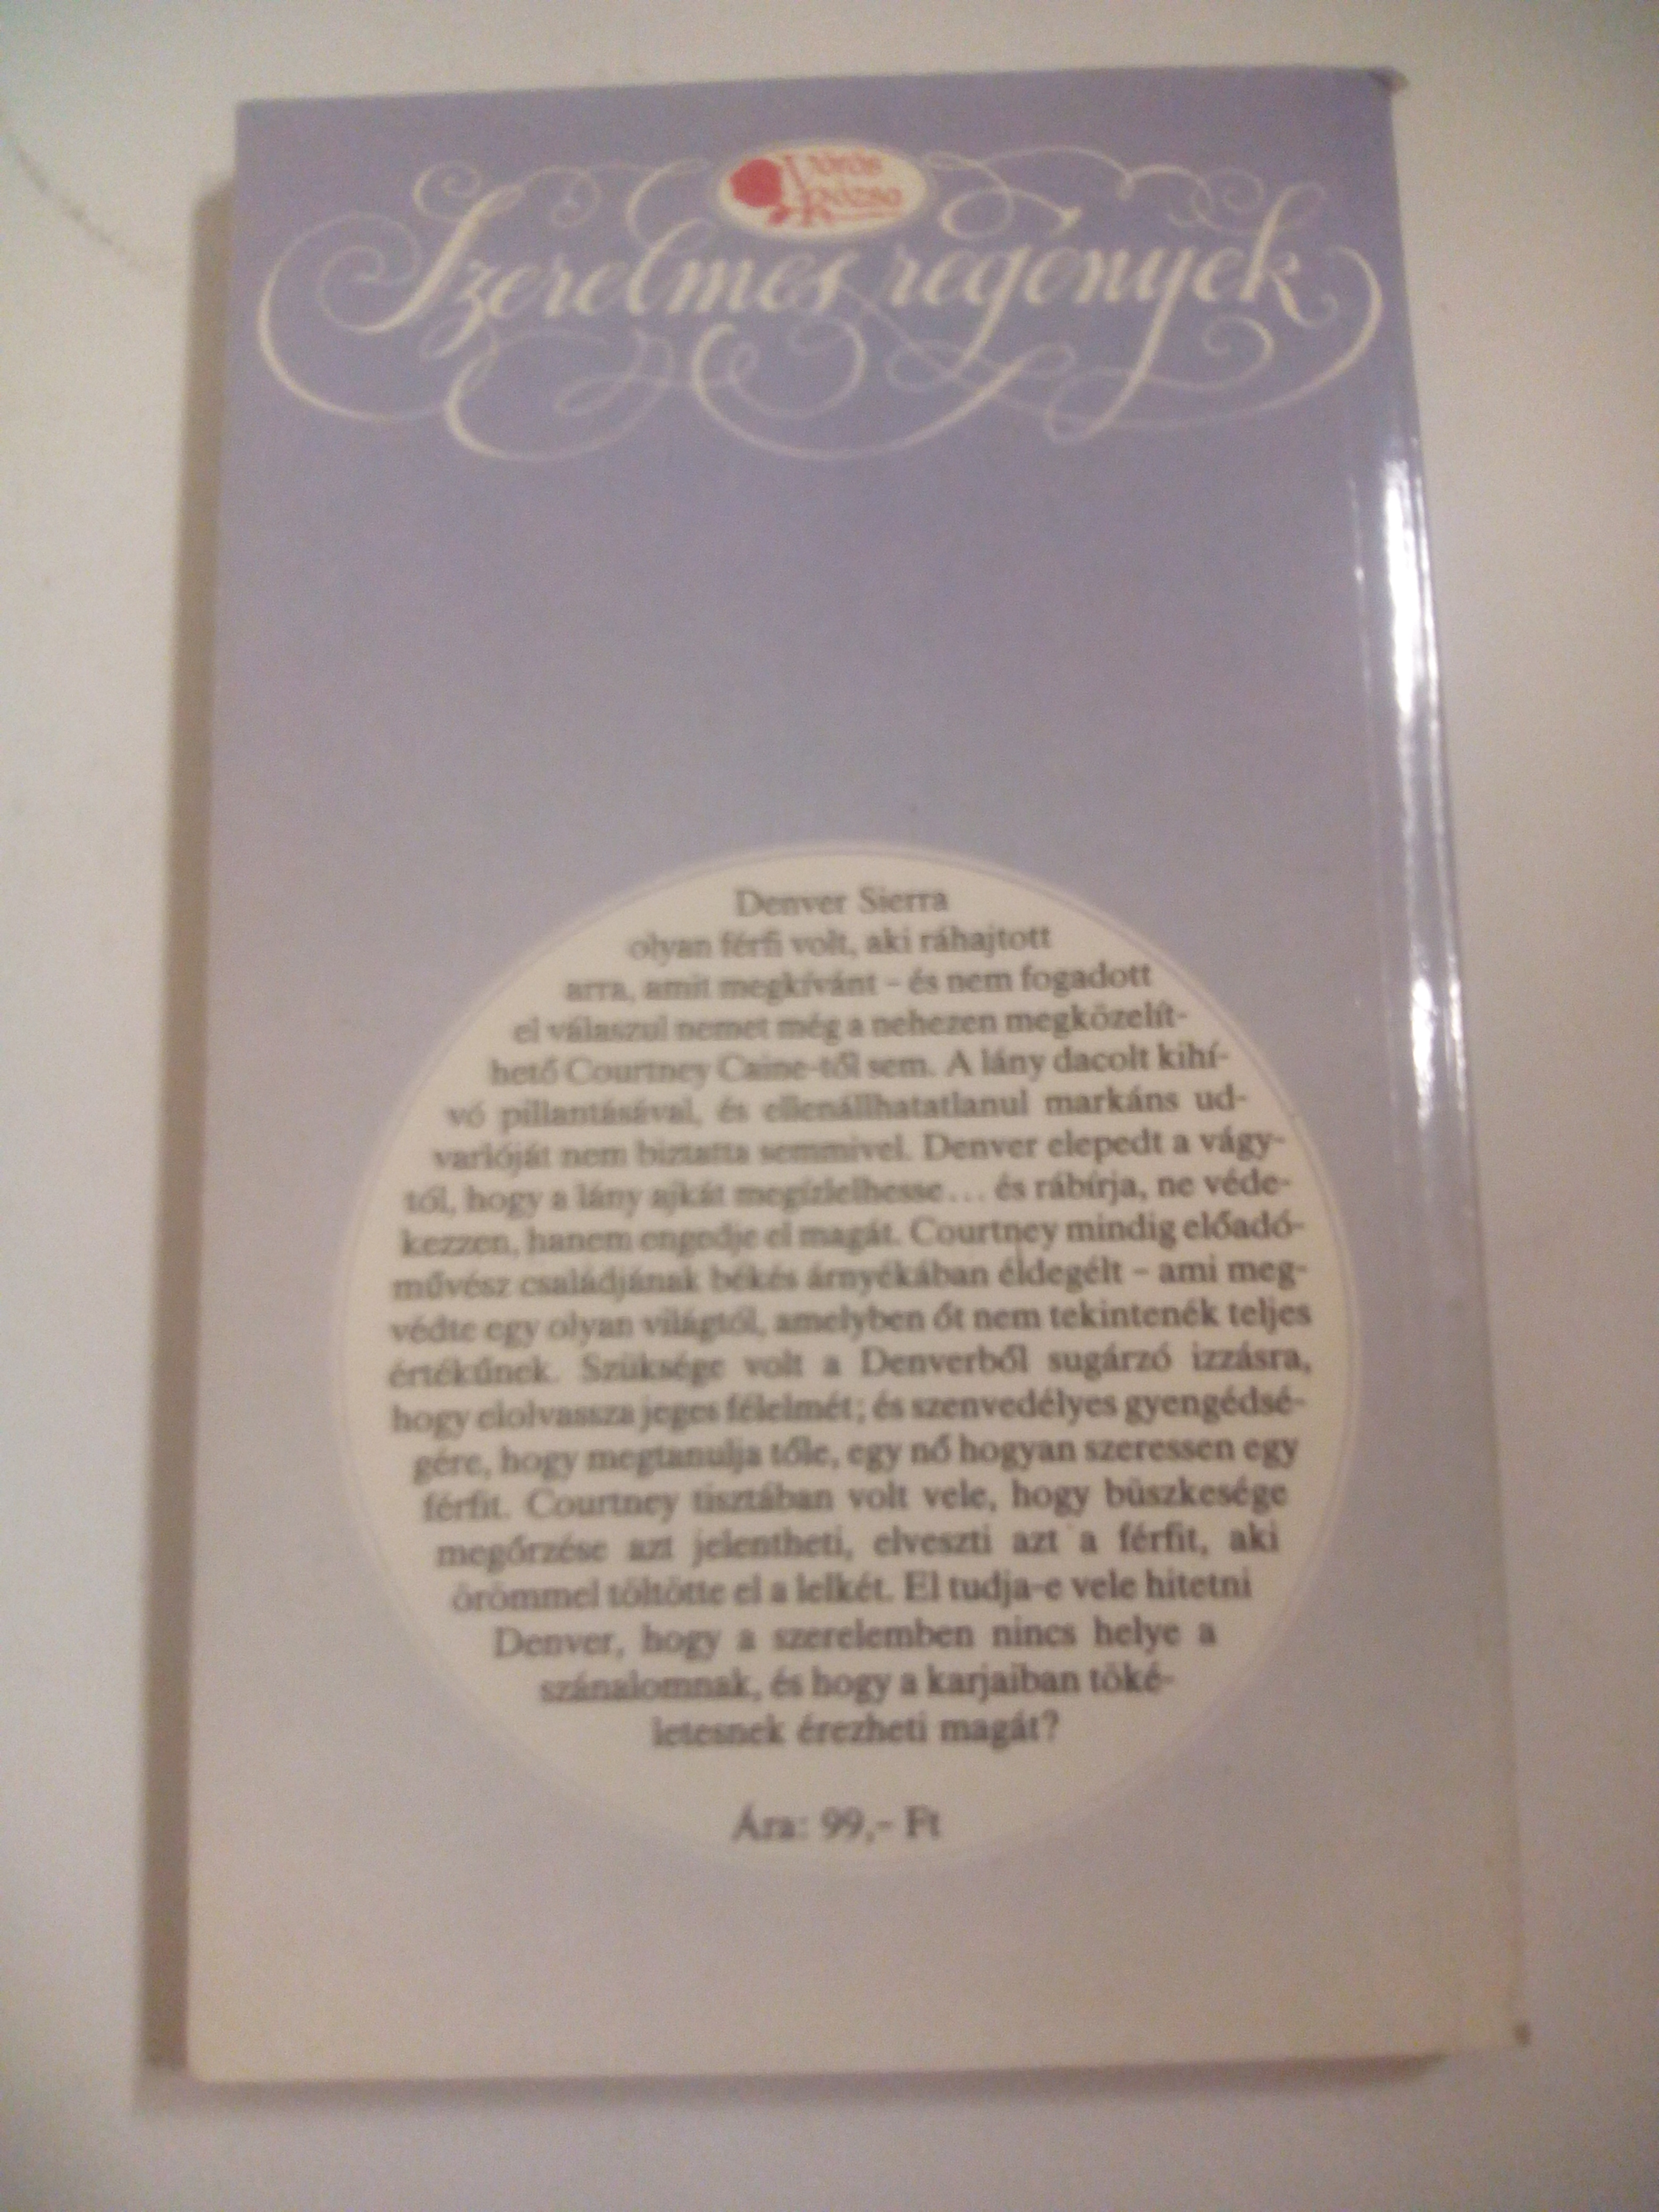 Vörös
Rózsa
Szerelmes regények
Denver Sierra
olyan férfi volt, aki ráhajtott
arra, amit megkívánt – és nem fogadott
el válaszul nemet még a nehezen megközelít-
hető Courtney Caine-től sem. A lány dacolt kihí-
vó pillantásával, és ellenállhatatlanul markáns ud-
varlóját nem biztatta semmivel. Denver elepedt a vágy-
tól, hogy a lány ajkát megízlelhesse... és rábírja, ne véde-
kezzen, hanem engedje el magát. Courtney mindig előadó-
művész családjának békés árnyékában éldegélt – ami meg-
védte egy olyan világtól, amelyben őt nem tekintenék teljes
értékűnek. Szüksége volt a Denverből sugárzó izzásra,
hogy elolvassza jeges félelmét; és szenvedélyes gyengédsé-
gére, hogy megtanulja tőle, egy nő hogyan szeressen egy
férfit. Courtney tisztában volt vele, hogy büszkesége
megőrzése azt jelentheti, elveszti azt a férfit, aki
örömmel töltötte el a lelkét. El tudja-e vele hitetni
Denver, hogy a szerelemben nincs helye a
szánalomnak, és hogy a karjaiban töké-
letesnek érezheti magát?
Ára: 99,– Ft